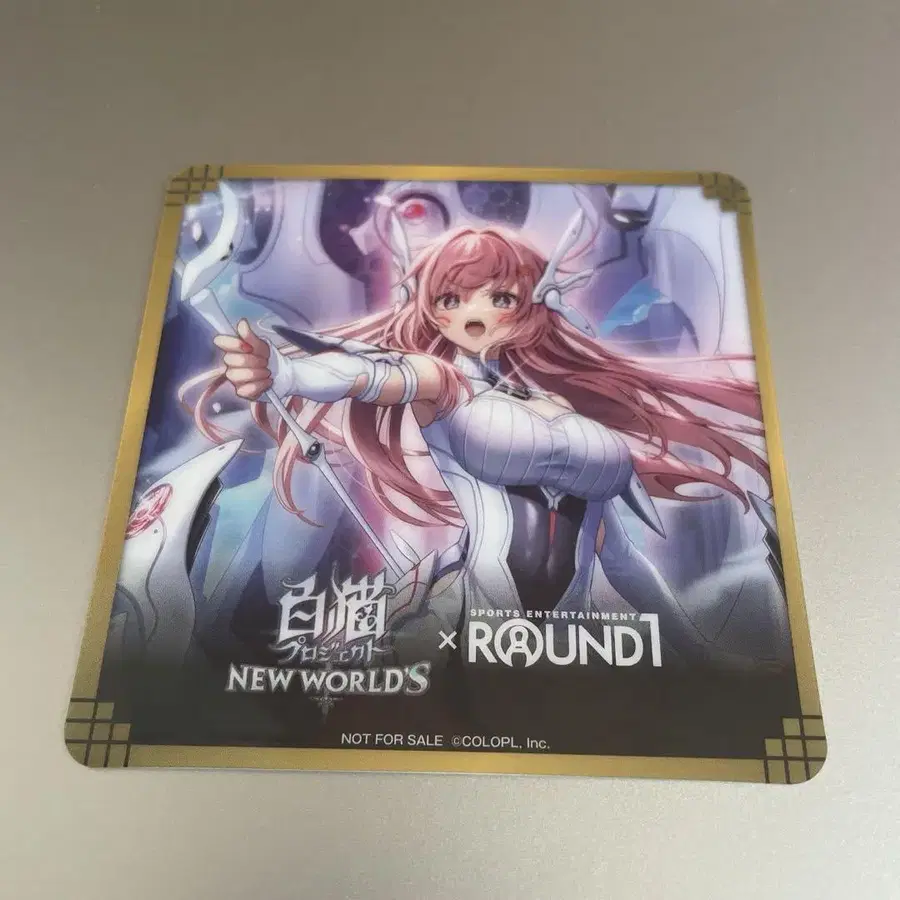 白猫
プロジェクト
NEW WORLD'S
×
SPORTS ENTERTAINMENT
ROUND1
NOT FOR SALE ©COLOPL, Inc.